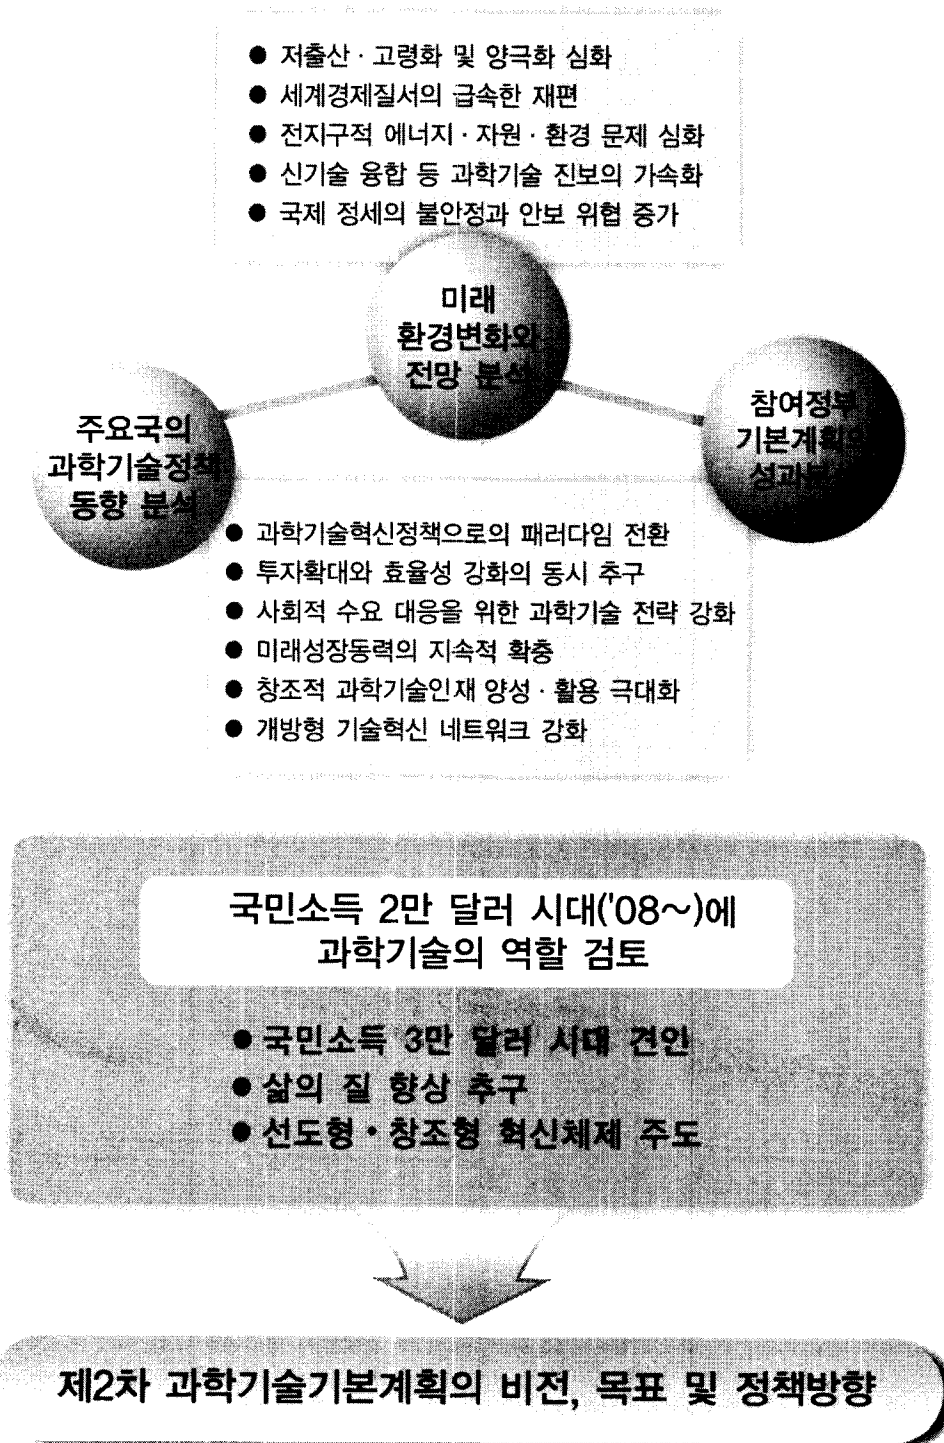 ● 저출산 · 고령화 및 양극화 심화
● 세계경제질서의 급속한 재편
● 전지구적 에너지 · 자원 · 환경 문제 심화
● 신기술 융합 등 과학기술 진보의 가속화
● 국제 정세의 불안정과 안보 위협 증가
미래
환경변화와
전망 분석
주요국의
과학기술정책
동향 분석
참여정부
기본계획의
성과분석
● 과학기술혁신정책으로의 패러다임 전환
● 투자확대와 효율성 강화의 동시 추구
● 사회적 수요 대응을 위한 과학기술 전략 강화
● 미래성장동력의 지속적 확충
● 창조적 과학기술인재 양성 · 활용 극대화
● 개방형 기술혁신 네트워크 강화
국민소득 2만 달러 시대('08~)에
과학기술의 역할 검토
● 국민소득 3만 달러 시대 견인
● 삶의 질 향상 추구
● 선도형 · 창조형 혁신체제 주도
제2차 과학기술기본계획의 비전, 목표 및 정책방향